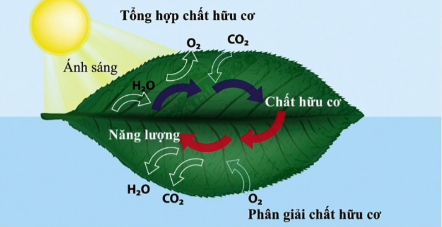 Tổng hợp chất hữu cơ
O₂
CO₂
Ánh sáng
H₂O
Chất hữu cơ
Năng lượng
H₂O
CO₂
O₂
Phân giải chất hữu cơ